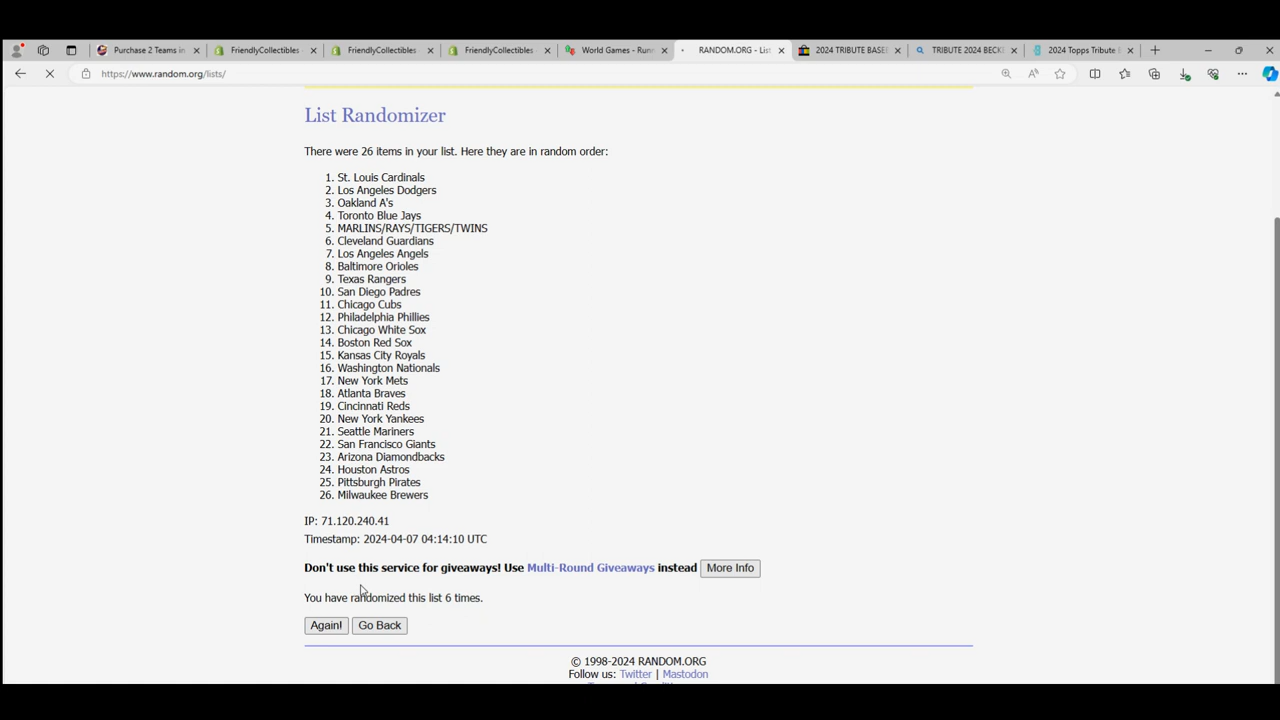 Purchase 2 Teams in
FriendlyCollectibles
FriendlyCollectibles
FriendlyCollectibles -
World Games - Runn
RANDOM.ORG - List
2024 TRIBUTE BASEB
TRIBUTE 2024 BECKE
2024 Topps Tribute
https://www.random.org/lists/
List Randomizer
There were 26 items in your list. Here they are in random order:
1. St. Louis Cardinals
2. Los Angeles Dodgers
3. Oakland A's
4. Toronto Blue Jays
5. MARLINS/RAYS/TIGERS/TWINS
6. Cleveland Guardians
7. Los Angeles Angels
8. Baltimore Orioles
9. Texas Rangers
10. San Diego Padres
11. Chicago Cubs
12. Philadelphia Phillies
13. Chicago White Sox
14. Boston Red Sox
15. Kansas City Royals
16. Washington Nationals
17. New York Mets
18. Atlanta Braves
19. Cincinnati Reds
20. New York Yankees
21. Seattle Mariners
22. San Francisco Giants
23. Arizona Diamondbacks
24. Houston Astros
25. Pittsburgh Pirates
26. Milwaukee Brewers
IP: 71.120.240.41
Timestamp: 2024-04-07 04:14:10 UTC
Don't use this service for giveaways! Use Multi-Round Giveaways instead More Info
You have randomized this list 6 times.
Again! Go Back
© 1998-2024 RANDOM.ORG
Follow us: Twitter | Mastodon